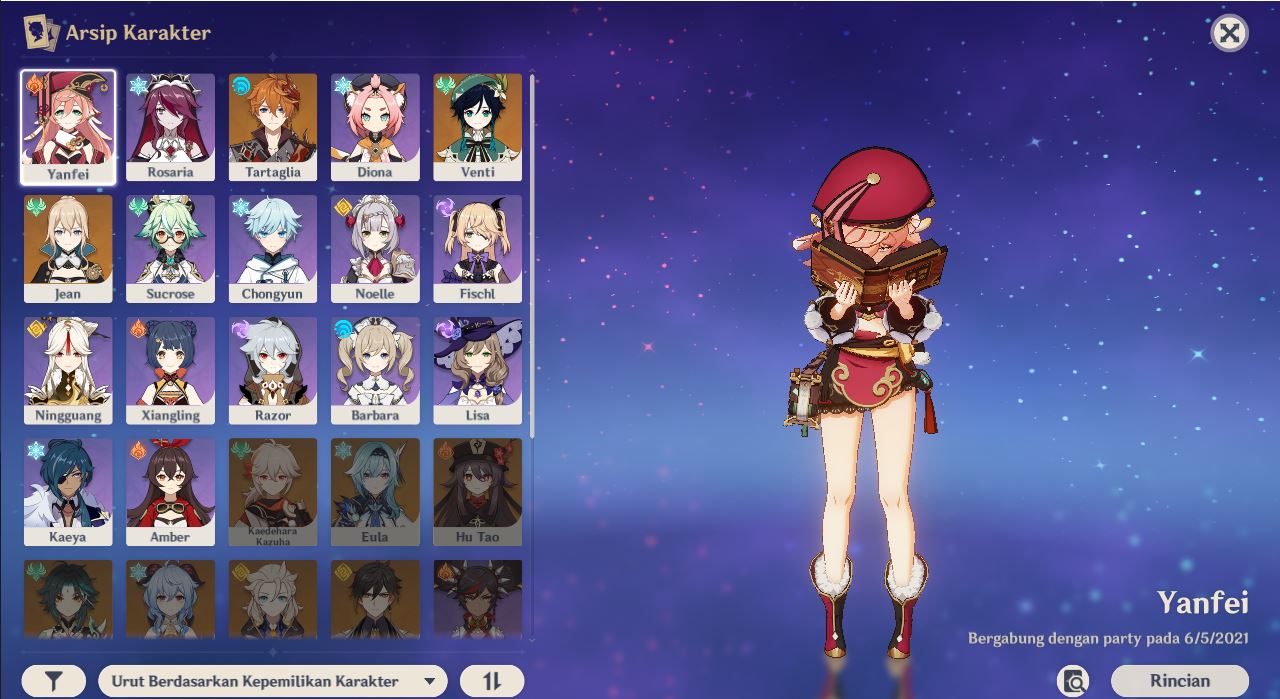 Arsip Karakter
Yanfei
Rosaria
Tartaglia
Diona
Venti
Jean
Sucrose
Chongyun
Noelle
Fischl
Ningguang
Xiangling
Razor
Barbara
Lisa
Kaeya
Amber
Kaedehara
Kazuha
Eula
Hu Tao
Yanfei
Bergabung dengan party pada 6/5/2021
Urut Berdasarkan Kepemilikan Karakter
Rincian